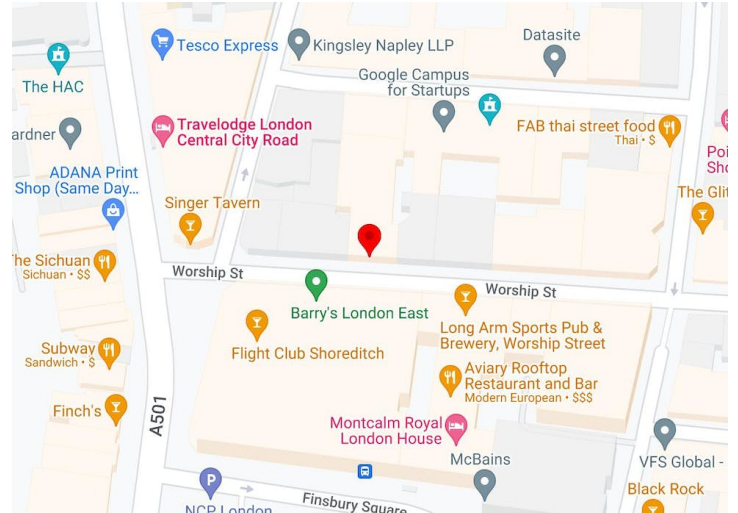 Tesco Express
Kingsley Napley LLP
Datasite
The HAC
Google Campus
for Startups
ardner
Travelodge London
Central City Road
FAB thai street food
Thai • $
Poi
Sho
ADANA Print
Shop (Same Day...
Singer Tavern
The Glit
The Sichuan
Sichuan • $$
Worship St
Worship St
Barry's London East
Long Arm Sports Pub &
Brewery, Worship Street
Flight Club Shoreditch
Subway
Sandwich • $
Aviary Rooftop
Restaurant and Bar
Modern European • $$$
Finch's
A501
Montcalm Royal
London House
McBains
VFS Global -
P
NCP London
Finsbury Square
Black Rock